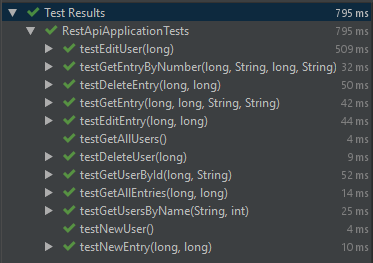 Test Results 795 ms
RestApiApplicationTests 795 ms
testEditUser(long) 509 ms
testGetEntryByNumber(long, String, long, String) 32 ms
testDeleteEntry(long, long) 50 ms
testGetEntry(long, long, String, String) 42 ms
testEditEntry(long, long) 44 ms
testGetAllUsers() 4 ms
testDeleteUser(long) 9 ms
testGetUserById(long, String) 52 ms
testGetAllEntries(long, long) 14 ms
testGetUsersByName(String, int) 25 ms
testNewUser() 4 ms
testNewEntry(long, long) 10 ms